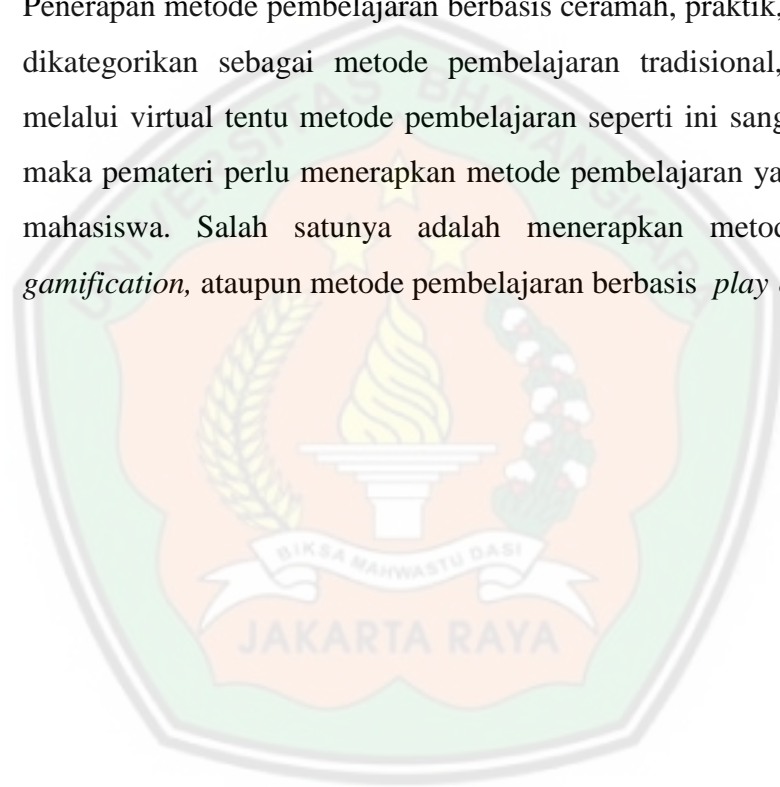 Penerapan metode pembelajaran berbasis ceramah, praktik,
dikategorikan sebagai metode pembelajaran tradisional,
melalui virtual tentu metode pembelajaran seperti ini sang
maka pemateri perlu menerapkan metode pembelajaran ya
mahasiswa. Salah satunya adalah menerapkan metod
gamification, ataupun metode pembelajaran berbasis play
UNIVERSITAS BHAYANGKARA
BIKSA MAHWASTU DASI
JAKARTA RAYA